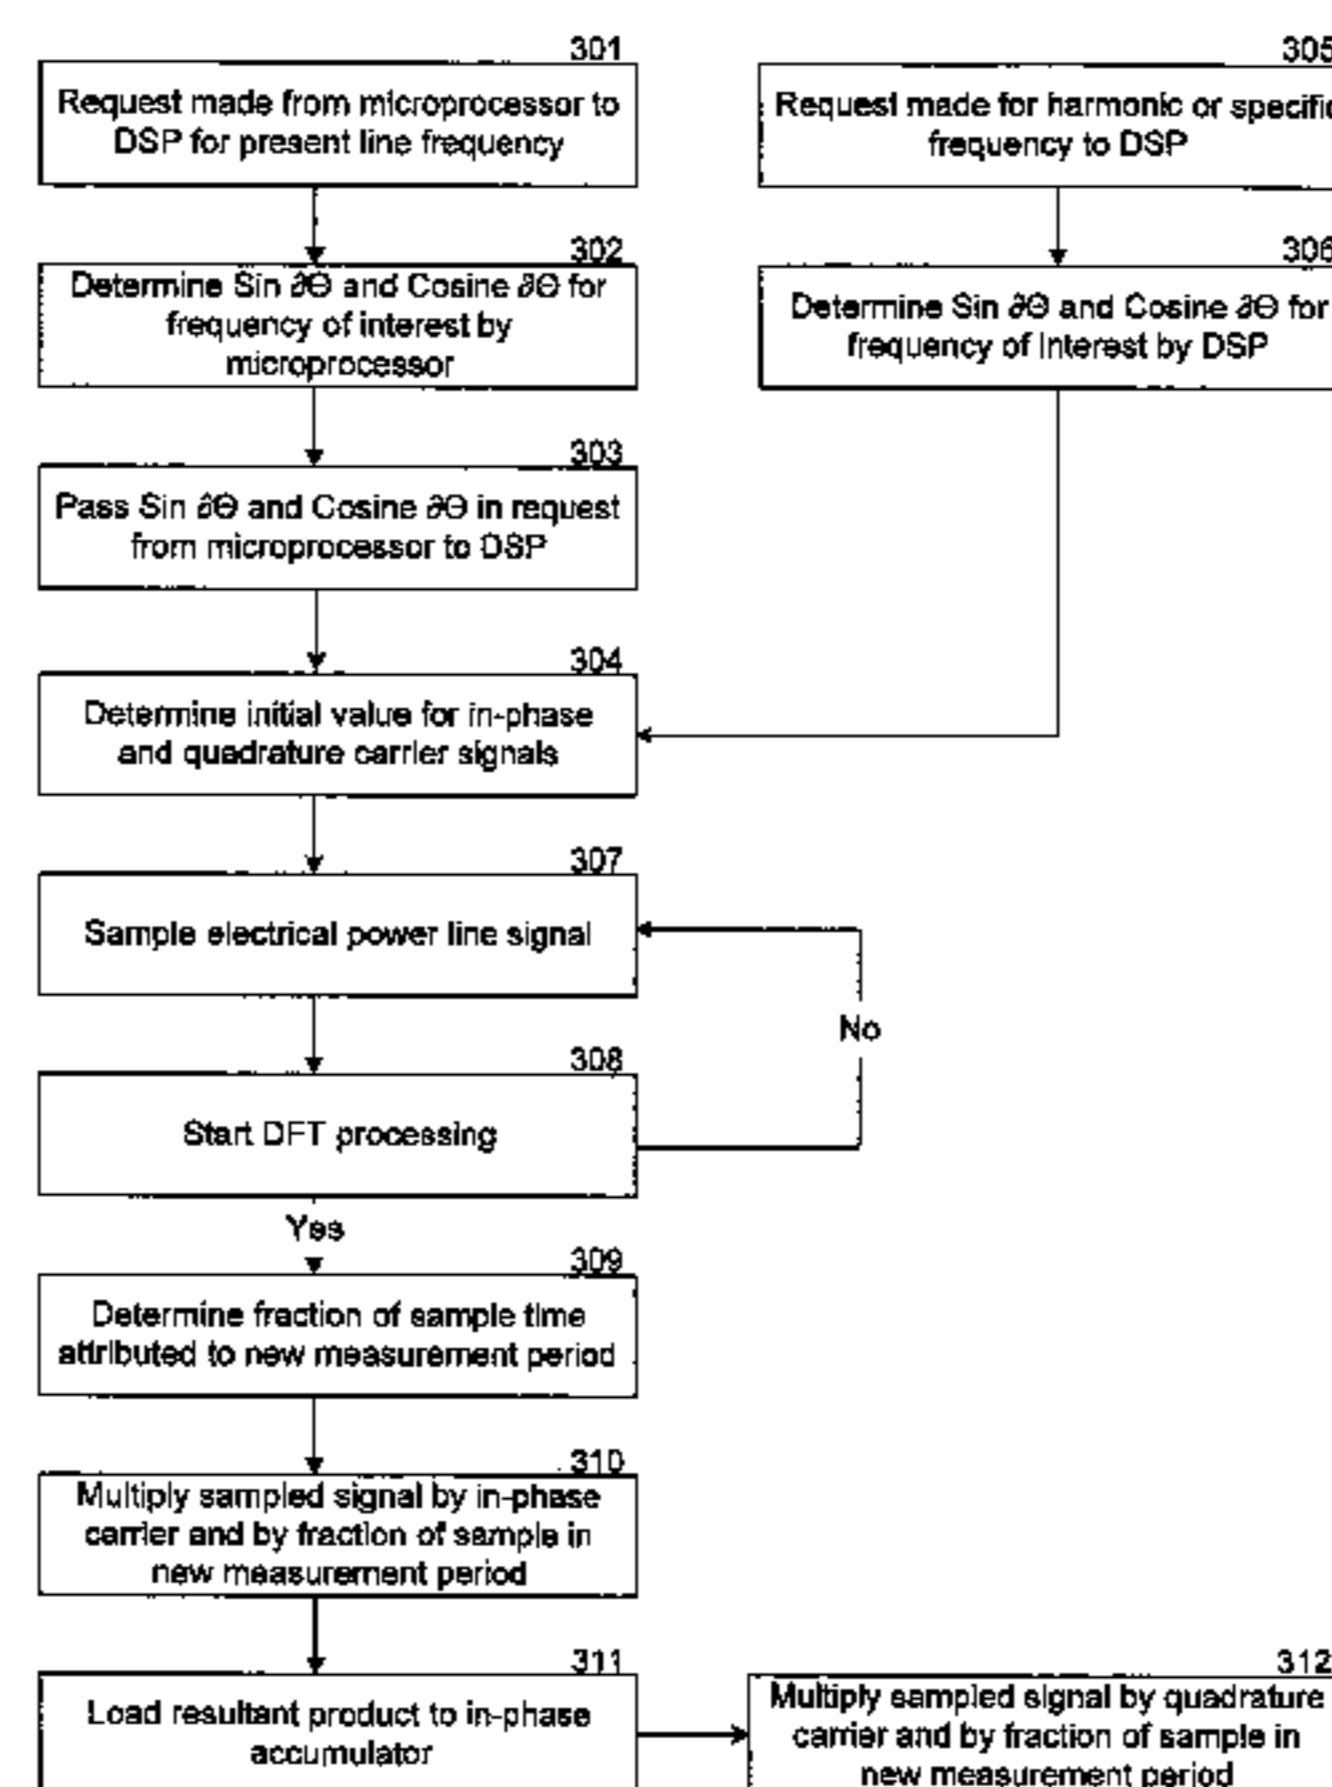 301
Request made from microprocessor to
DSP for present line frequency
305
Request made for harmonic or specific
frequency to DSP
302
Determine Sin ∂Θ and Cosine ∂Θ for
frequency of interest by
microprocessor
306
Determine Sin ∂Θ and Cosine ∂Θ for
frequency of interest by DSP
303
Pass Sin ∂Θ and Cosine ∂Θ in request
from microprocessor to DSP
304
Determine initial value for in-phase
and quadrature carrier signals
307
Sample electrical power line signal
No
308
Start DFT processing
Yes
309
Determine fraction of sample time
attributed to new measurement period
310
Multiply sampled signal by in-phase
carrier and by fraction of sample in
new measurement period
311
Load resultant product to in-phase
accumulator
312
Multiply sampled signal by quadrature
carrier and by fraction of sample in
new measurement period